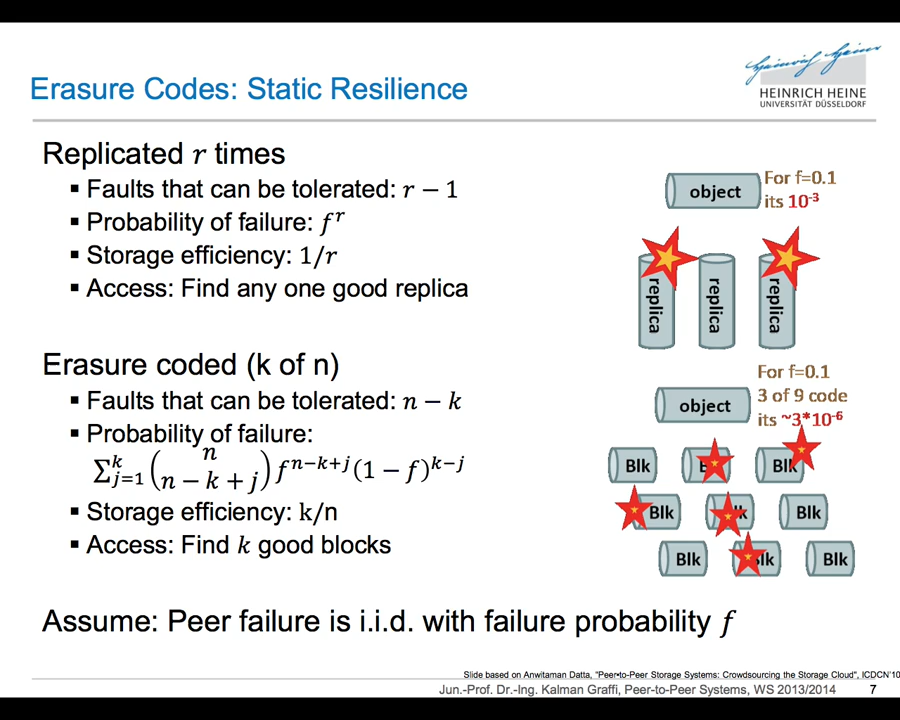 Erasure Codes: Static Resilience
Heinrich Heine
HEINRICH HEINE
UNIVERSITÄT DÜSSELDORF
Replicated r times
▪ Faults that can be tolerated: r − 1
▪ Probability of failure: f^r
▪ Storage efficiency: 1/r
▪ Access: Find any one good replica
object
For f=0.1
its 10^-3
replica
replica
replica
Erasure coded (k of n)
▪ Faults that can be tolerated: n − k
▪ Probability of failure:
∑_{j=1}^{k} (n over n − k + j) f^{n−k+j}(1 − f)^{k−j}
▪ Storage efficiency: k/n
▪ Access: Find k good blocks
object
For f=0.1
3 of 9 code
its ~3*10^-6
Blk
Blk
Blk
Blk
Blk
Blk
Blk
Blk
Assume: Peer failure is i.i.d. with failure probability f
Slide based on Anwitaman Datta, "Peer-to-Peer Storage Systems: Crowdsourcing the Storage Cloud", ICDCN'10
Jun.-Prof. Dr.-Ing. Kalman Graffi, Peer-to-Peer Systems, WS 2013/2014 7